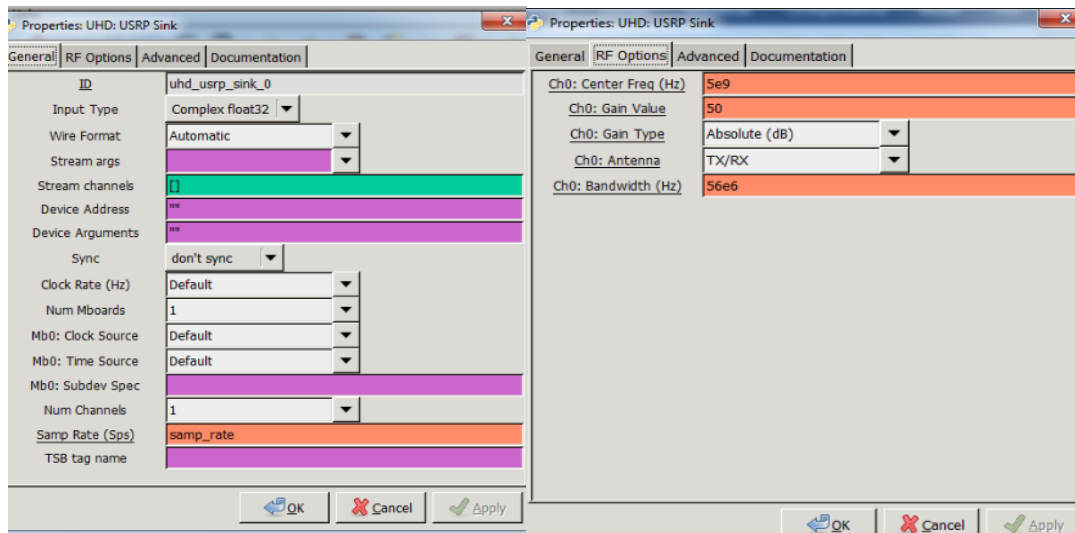 Properties: UHD: USRP Sink
General RF Options Advanced Documentation
ID uhd_usrp_sink_0
Input Type Complex float32
Wire Format Automatic
Stream args
Stream channels []
Device Address ""
Device Arguments ""
Sync don't sync
Clock Rate (Hz) Default
Num Mboards 1
Mb0: Clock Source Default
Mb0: Time Source Default
Mb0: Subdev Spec
Num Channels 1
Samp Rate (Sps) samp_rate
TSB tag name
OK Cancel Apply
Properties: UHD: USRP Sink
General RF Options Advanced Documentation
Ch0: Center Freq (Hz) 5e9
Ch0: Gain Value 50
Ch0: Gain Type Absolute (dB)
Ch0: Antenna TX/RX
Ch0: Bandwidth (Hz) 56e6
OK Cancel Apply